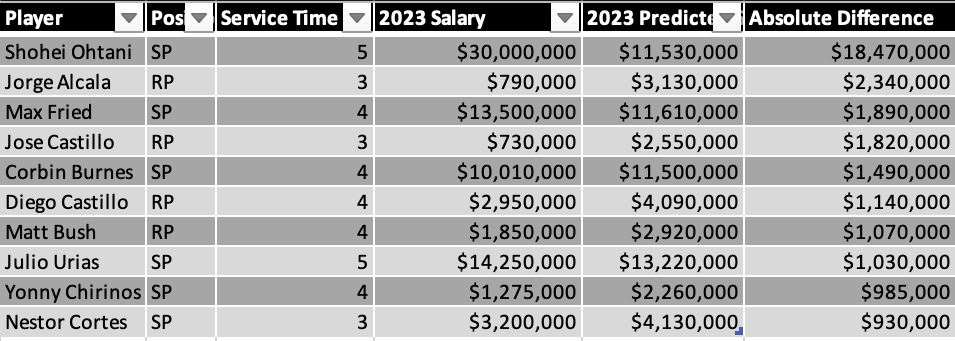 Player Posi Service Time 2023 Salary 2023 Predicte Absolute Difference
Shohei Ohtani SP 5 $30,000,000 $11,530,000 $18,470,000
Jorge Alcala RP 3 $790,000 $3,130,000 $2,340,000
Max Fried SP 4 $13,500,000 $11,610,000 $1,890,000
Jose Castillo RP 3 $730,000 $2,550,000 $1,820,000
Corbin Burnes SP 4 $10,010,000 $11,500,000 $1,490,000
Diego Castillo RP 4 $2,950,000 $4,090,000 $1,140,000
Matt Bush RP 4 $1,850,000 $2,920,000 $1,070,000
Julio Urias SP 5 $14,250,000 $13,220,000 $1,030,000
Yonny Chirinos SP 4 $1,275,000 $2,260,000 $985,000
Nestor Cortes SP 3 $3,200,000 $4,130,000 $930,000